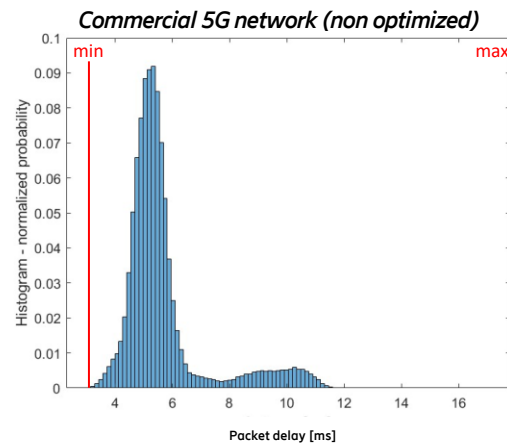 Commercial 5G network (non optimized)
min
max
0.1
0.09
0.08
0.07
0.06
0.05
0.04
0.03
0.02
0.01
0
Histogram - normalized probability
4 6 8 10 12 14 16
Packet delay [ms]